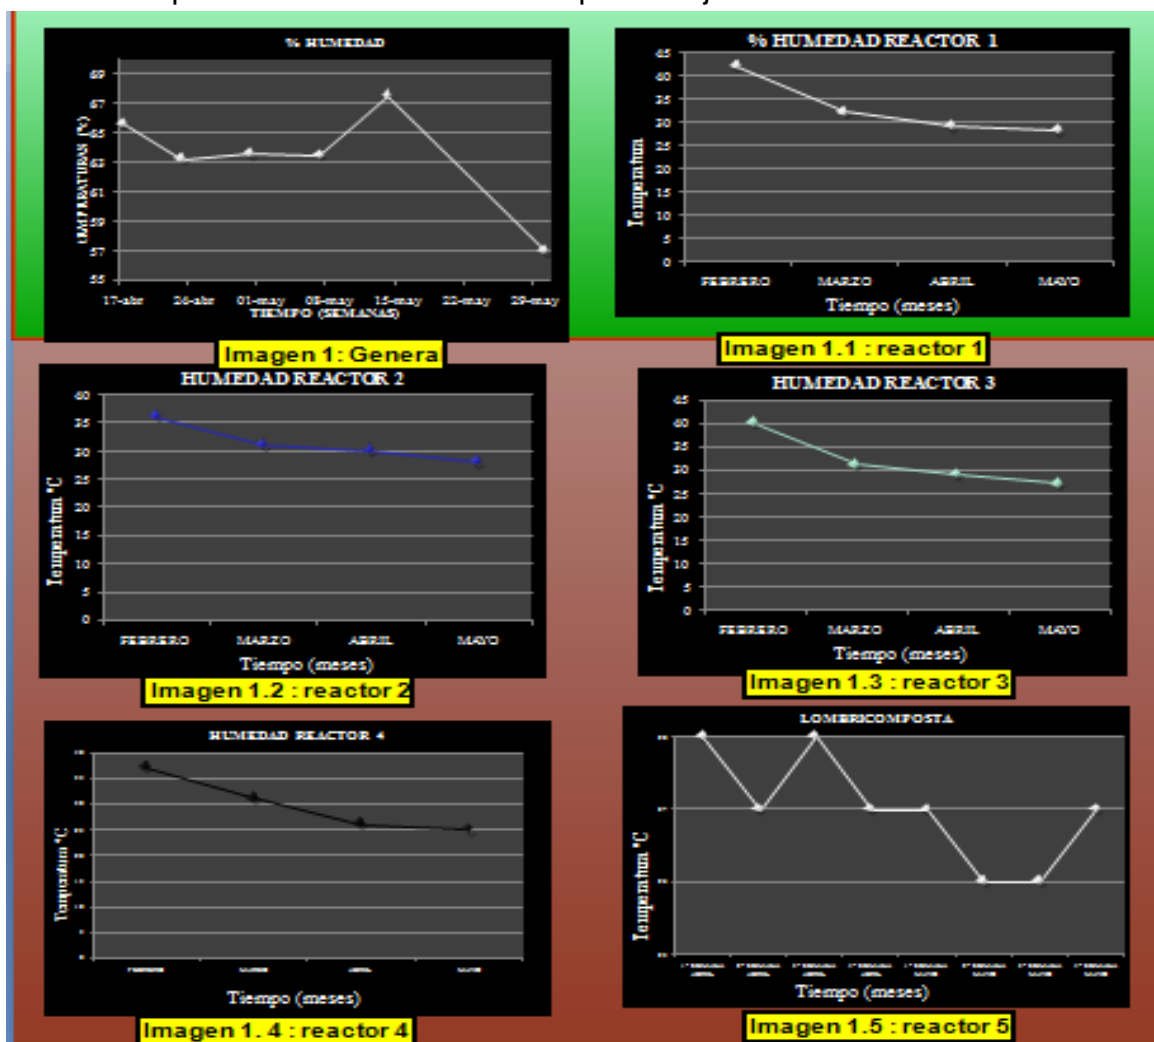 % HUMEDAD
69
67
65
63
61
59
57
55
17-abr 24-abr 01-may 08-may 15-may 22-may 29-may
TIEMPO (SEMANAS)
Imagen 1: Genera
% HUMEDAD REACTOR 1
Temperatura
45
40
35
30
25
20
15
10
5
0
FEBRERO MARZO ABRIL MAYO
Tiempo (meses)
Imagen 1.1 : reactor 1
HUMEDAD REACTOR 2
Temperatura °C
40
35
30
25
20
15
10
5
0
FEBRERO MARZO ABRIL MAYO
Tiempo (meses)
Imagen 1.2 : reactor 2
HUMEDAD REACTOR 3
Temperatura °C
45
40
35
30
25
20
15
10
5
0
FEBRERO MARZO ABRIL MAYO
Tiempo (meses)
Imagen 1.3 : reactor 3
HUMEDAD REACTOR 4
Temperatura °C
Tiempo (meses)
Imagen 1. 4 : reactor 4
LOMBRICOMPOSTA
Temperatura °C
Tiempo (meses)
Imagen 1.5 : reactor 5